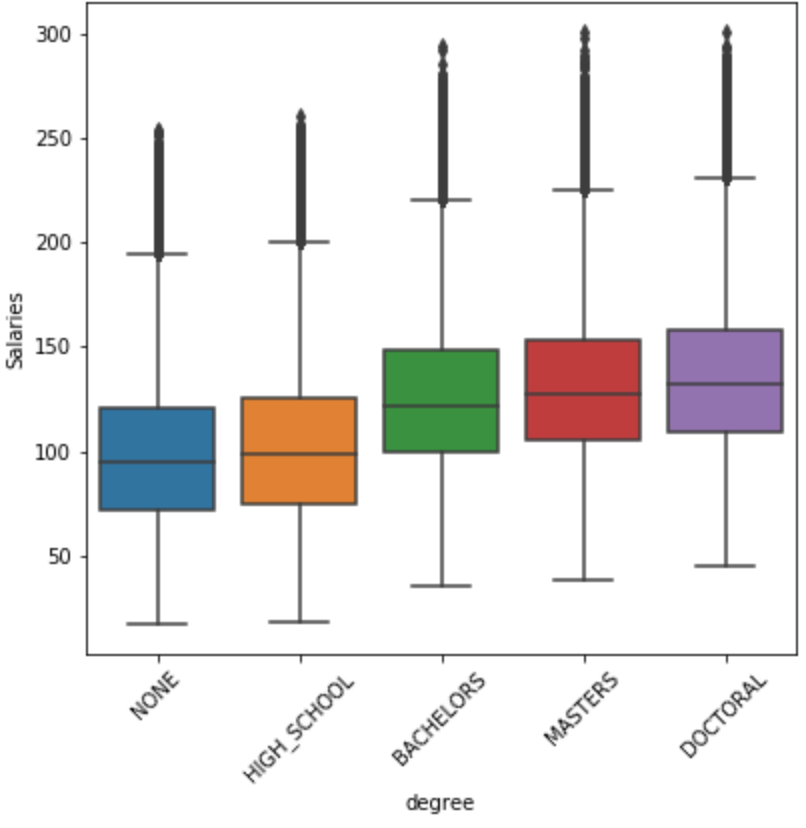 300
250
200
150
100
50
Salaries
NONE
HIGH_SCHOOL
BACHELORS
MASTERS
DOCTORAL
degree